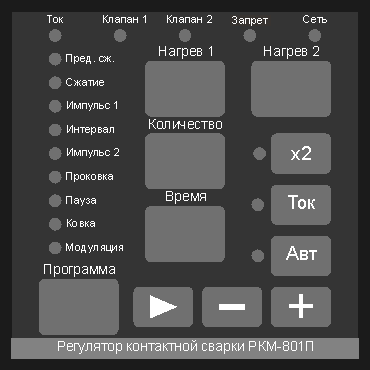 Ток Клапан 1 Клапан 2 Запрет Сеть
Нагрев 1 Нагрев 2
Пред. сж.
Сжатие
Импульс 1
Интервал
Импульс 2
Проковка
Пауза
Ковка
Модуляция
Количество
Время
x2
Ток
Авт
Программа
− +
Регулятор контактной сварки РКМ-801П